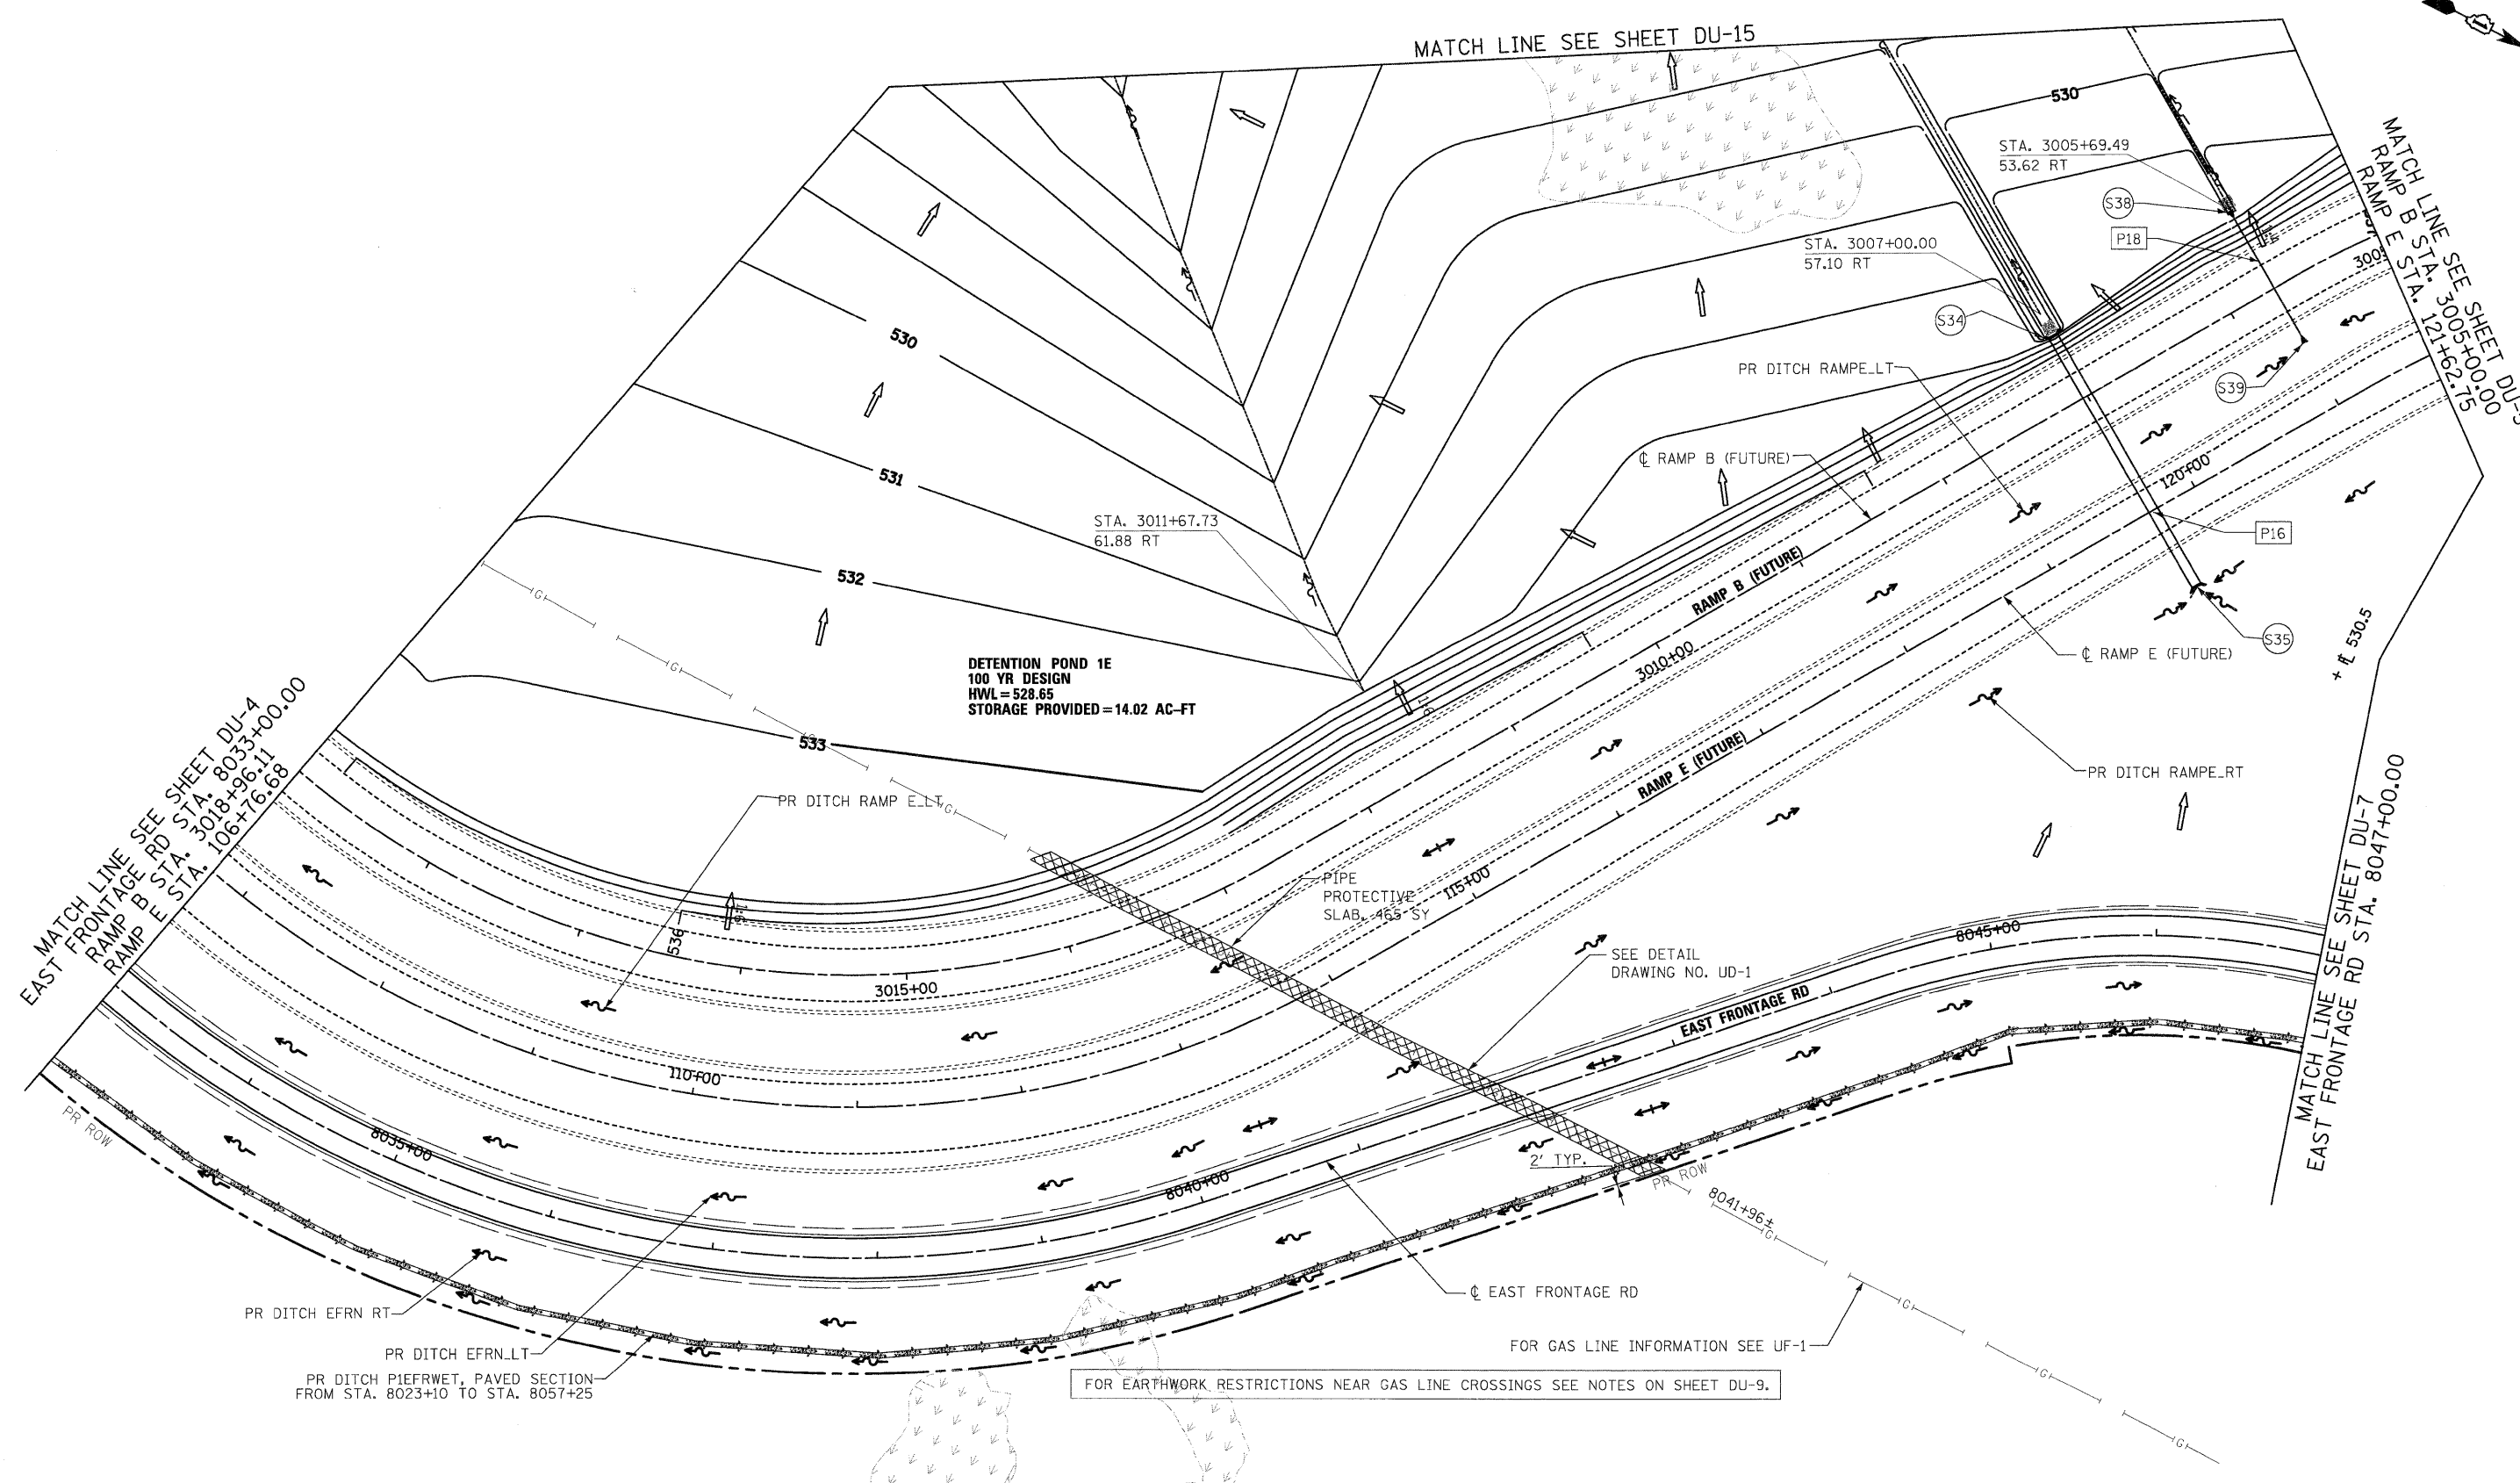 MATCH LINE SEE SHEET DU-15
530
STA. 3005+69.49
53.62 RT
S38
P18
STA. 3007+00.00
57.10 RT
S34
S39
MATCH LINE SEE SHEET
RAMP B STA. 3005+00.00
RAMP E STA. 121+62.75
PR DITCH RAMPE_LT
℄ RAMP B (FUTURE)
120+00
P16
S35
℄ RAMP E (FUTURE)
530.5
530
531
532
533
STA. 3011+67.73
61.88 RT
RAMP B (FUTURE)
3010+00
RAMP E (FUTURE)
DETENTION POND 1E
100 YR DESIGN
HWL=528.65
STORAGE PROVIDED=14.02 AC-FT
G
G
G
G
MATCH LINE SEE SHEET DU-4
EAST FRONTAGE RD STA. 8033+00.00
RAMP B STA. 3018+96.11
RAMP E STA. 106+76.68
PR DITCH RAMP E_LT
PR DITCH RAMPE_RT
PIPE
PROTECTIVE
SLAB, 465 SY
115+00
536
3015+00
SEE DETAIL
DRAWING NO. UD-1
8045+00
EAST FRONTAGE RD
MATCH LINE SEE SHEET DU-7
EAST FRONTAGE RD STA. 8047+00.00
110+00
PR ROW
8035+00
8040+00
2' TYP.
PR ROW
8041+96±
G
℄ EAST FRONTAGE RD
PR DITCH EFRN RT
PR DITCH EFRN_LT
PR DITCH P1EFRWET, PAVED SECTION
FROM STA. 8023+10 TO STA. 8057+25
FOR GAS LINE INFORMATION SEE UF-1
G
G
G
FOR EARTHWORK RESTRICTIONS NEAR GAS LINE CROSSINGS SEE NOTES ON SHEET DU-9.